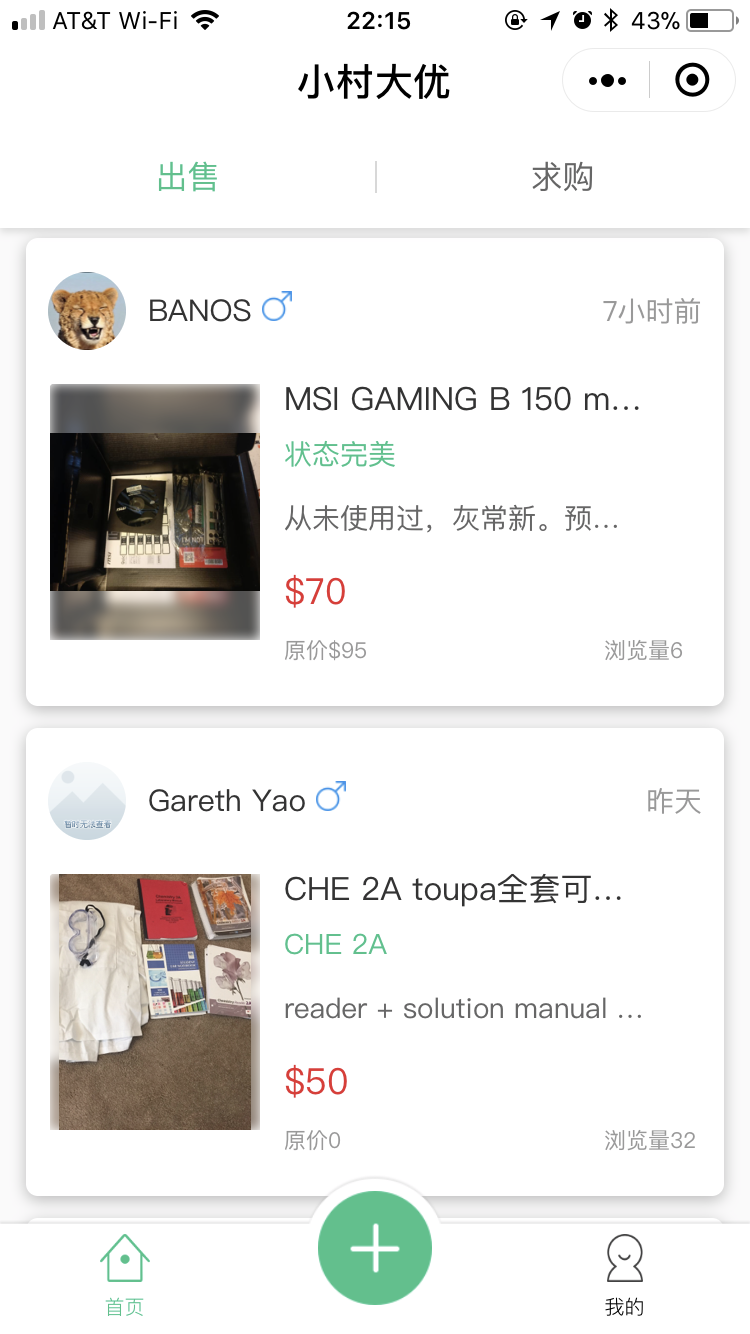 AT&T Wi-Fi 22:15 43%
小村大优
出售 求购
BANOS 7小时前
MSI GAMING B 150 m...
状态完美
从未使用过，灰常新。预...
$70
原价$95 浏览量6
Gareth Yao 昨天
暂时无法查看
CHE 2A toupa全套可...
CHE 2A
reader + solution manual ...
$50
原价0 浏览量32
首页 我的